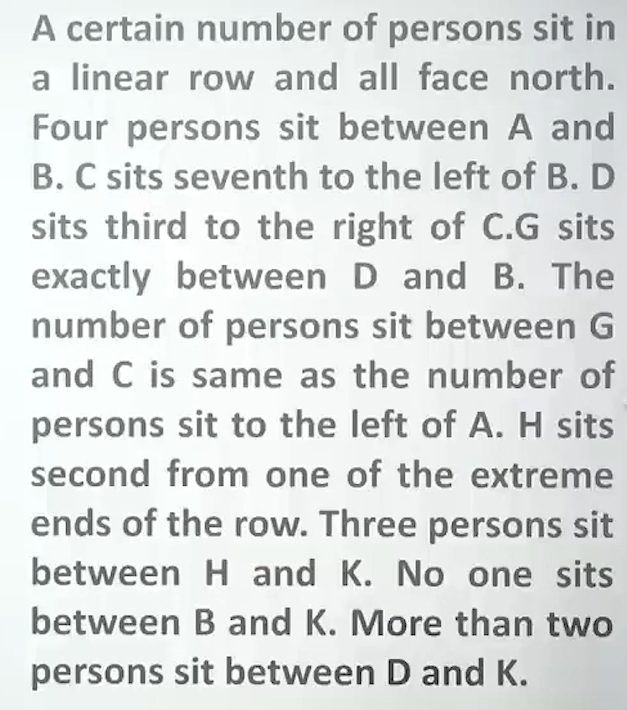 A certain number of persons sit in
a linear row and all face north.
Four persons sit between A and
B. C sits seventh to the left of B. D
sits third to the right of C.G sits
exactly between D and B. The
number of persons sit between G
and C is same as the number of
persons sit to the left of A. H sits
second from one of the extreme
ends of the row. Three persons sit
between H and K. No one sits
between B and K. More than two
persons sit between D and K.